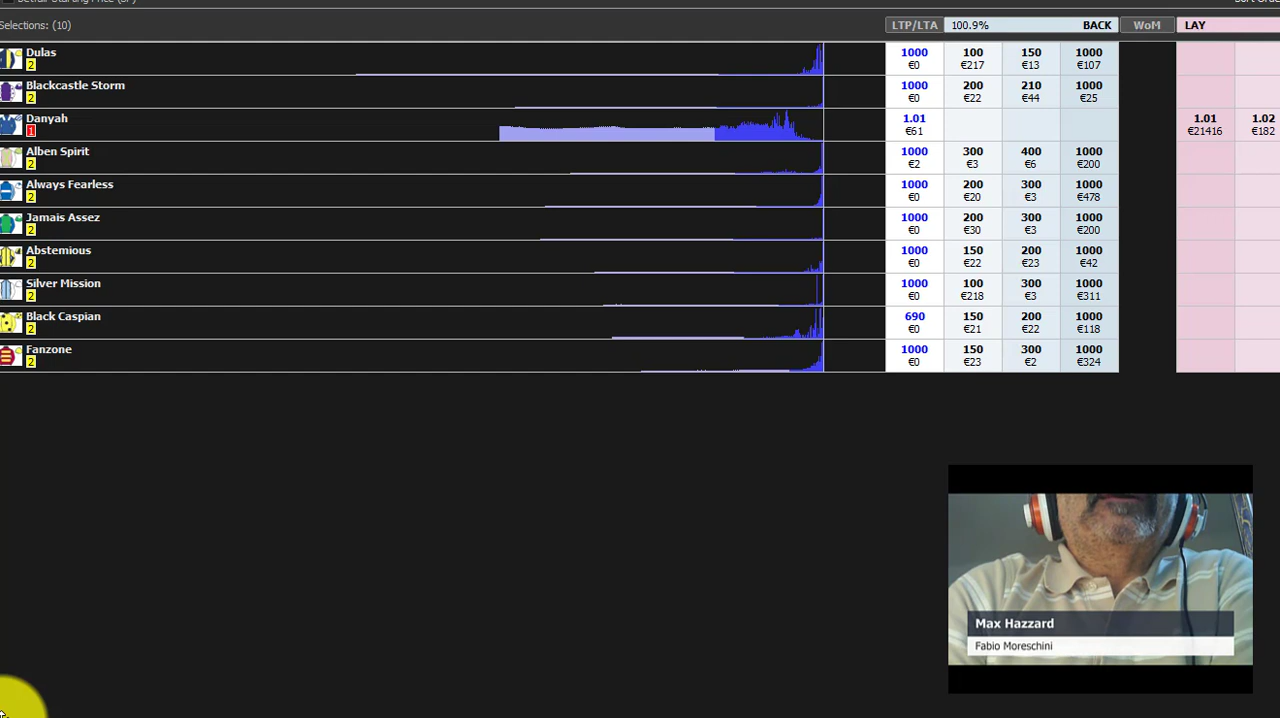 Betfair Starting Price (SP)
Sort Order
Selections: (10) LTP/LTA 100.9% BACK WoM LAY
Dulas 1000 100 150 1000
2 €0 €217 €13 €107
Blackcastle Storm 1000 200 210 1000
2 €0 €22 €44 €25
Danyah 1.01 1.01 1.02
1 €61 €21416 €182
Alben Spirit 1000 300 400 1000
2 €2 €3 €6 €200
Always Fearless 1000 200 300 1000
2 €0 €20 €3 €478
Jamais Assez 1000 200 300 1000
2 €0 €30 €3 €200
Abstemious 1000 150 200 1000
2 €0 €22 €23 €42
Silver Mission 1000 100 300 1000
2 €0 €218 €3 €311
Black Caspian 690 150 200 1000
2 €0 €21 €22 €118
Fanzone 1000 150 300 1000
2 €0 €23 €2 €324
Max Hazzard
Fabio Moreschini